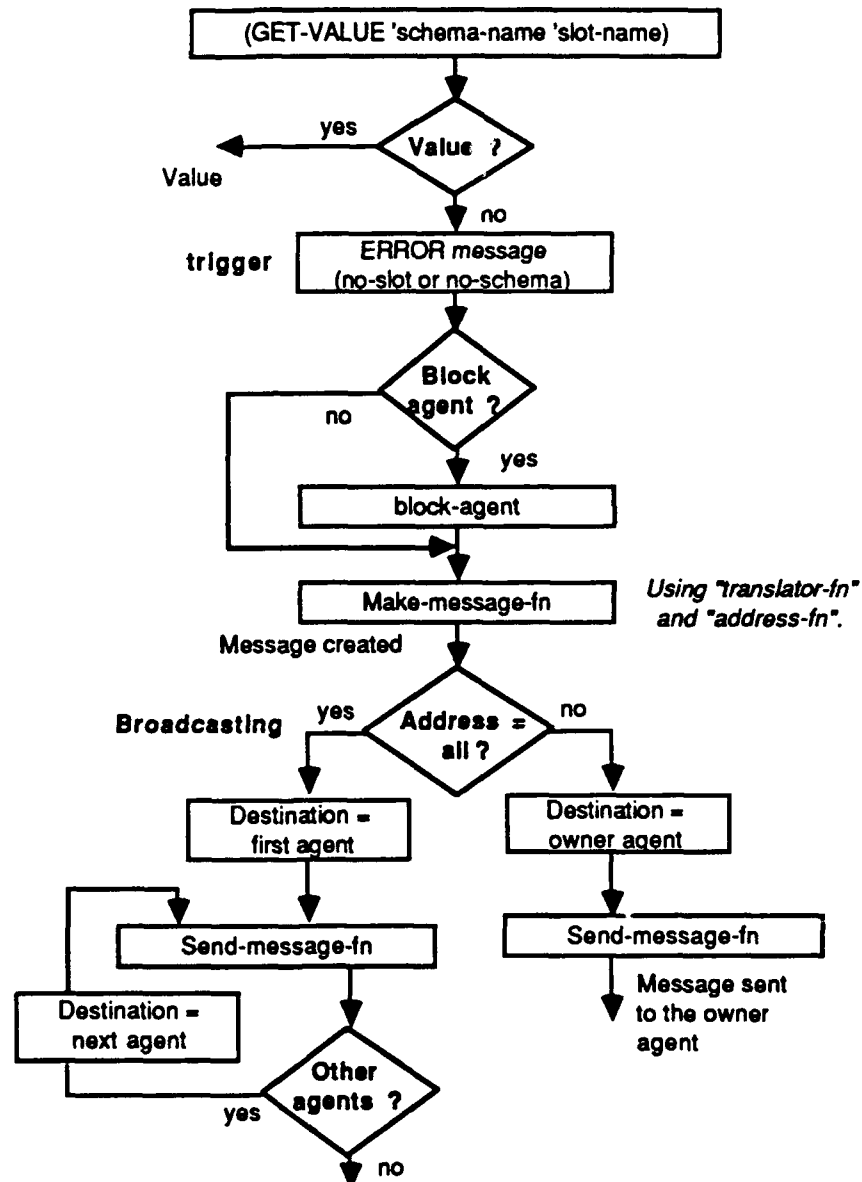 (GET-VALUE 'schema-name 'slot-name)
yes
Value ?
Value
no
trigger
ERROR message
(no-slot or no-schema)
Block
agent ?
no
yes
block-agent
Make-message-fn
Using "translator-fn"
and "address-fn".
Message created
Broadcasting
yes
Address =
all ?
no
Destination =
first agent
Destination =
owner agent
Send-message-fn
Send-message-fn
Destination =
next agent
Message sent
to the owner
agent
Other
agents ?
yes
no